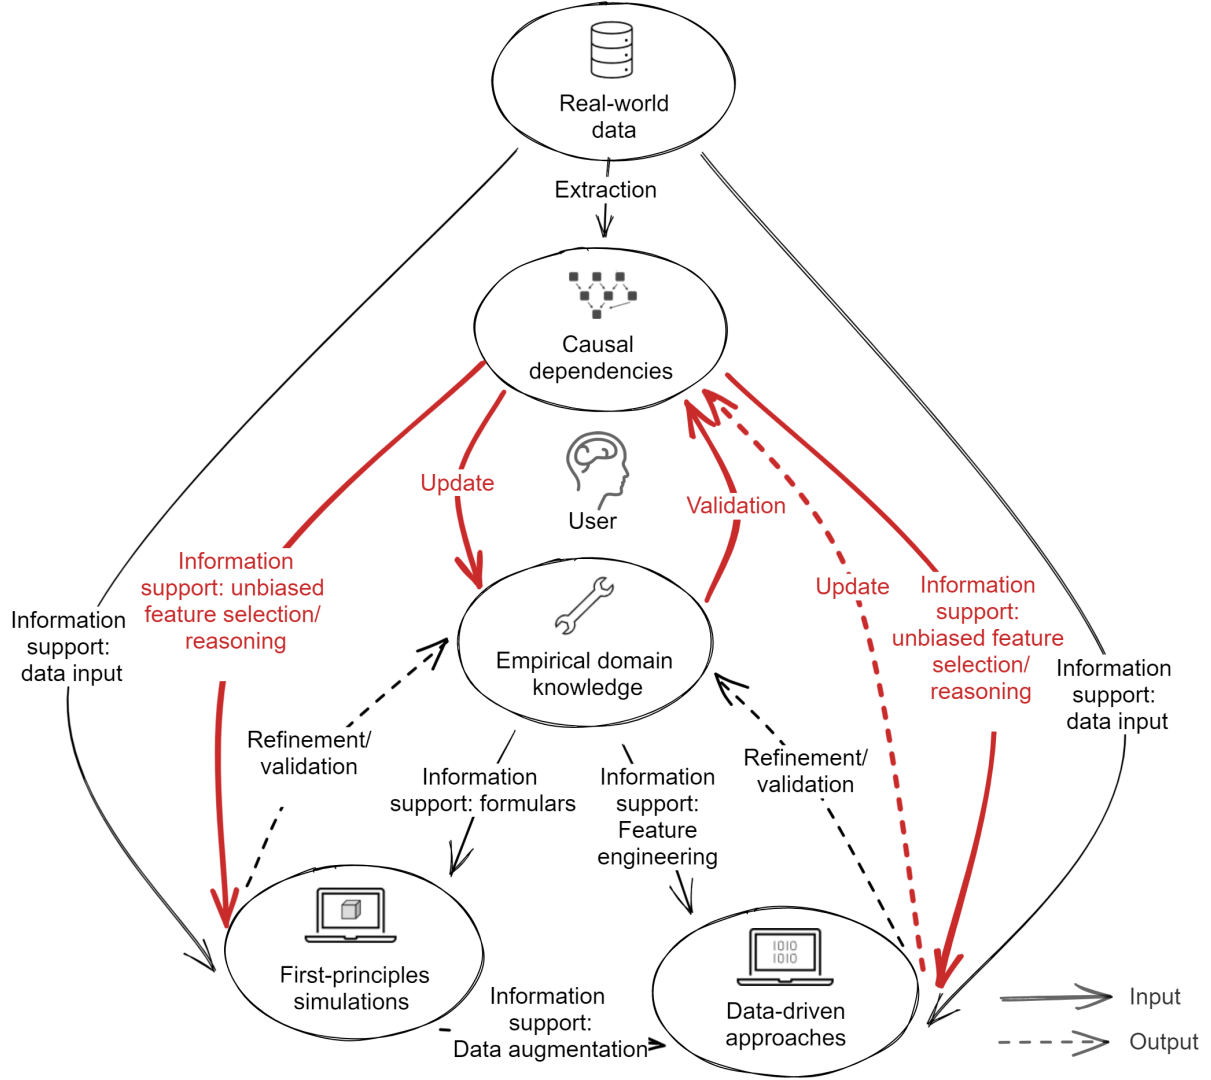 Real-world
data
Extraction
Causal
dependencies
Update
User
Validation
Information
support: unbiased
feature selection/
reasoning
Update
Information
support:
unbiased feature
selection/
reasoning
Information
support:
data input
Information
support:
data input
Empirical domain
knowledge
Refinement/
validation
Information
support: formulars
Information
support:
Feature
engineering
Refinement/
validation
First-principles
simulations
Information
support:
Data augmentation
1010
1010
Data-driven
approaches
Input
Output